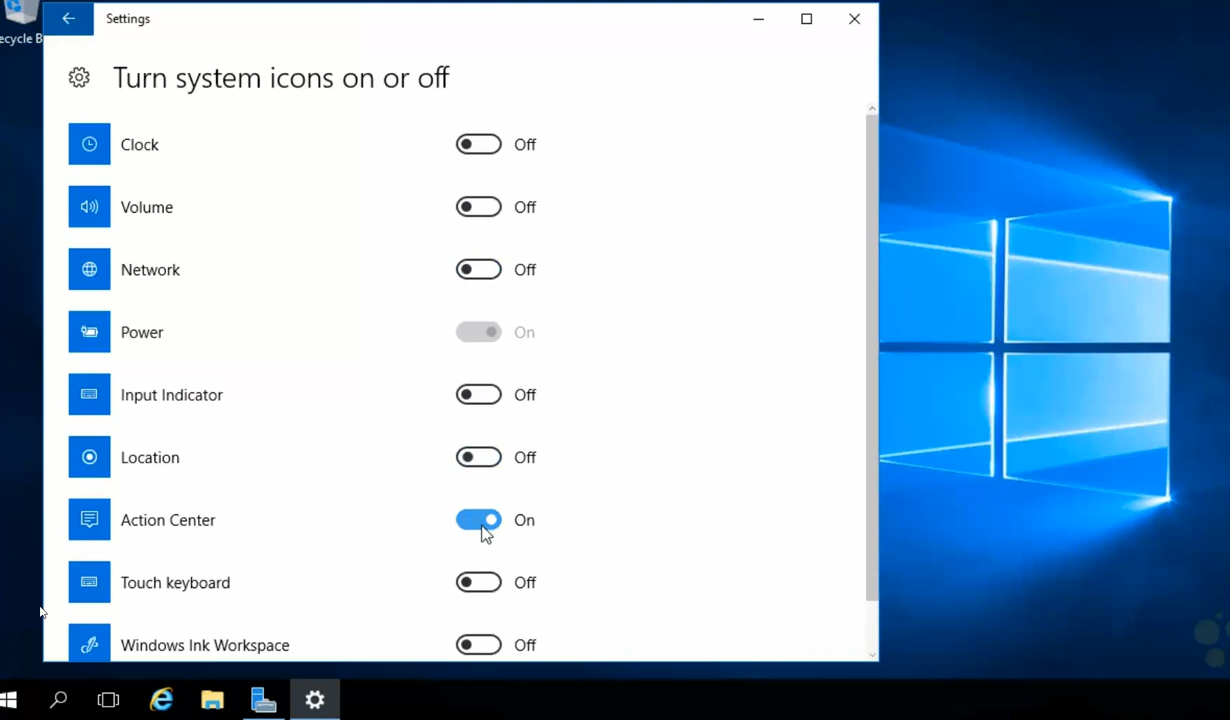 Settings
ecycle B
Turn system icons on or off
Clock Off
Volume Off
Network Off
Power On
Input Indicator Off
Location Off
Action Center On
Touch keyboard Off
Windows Ink Workspace Off